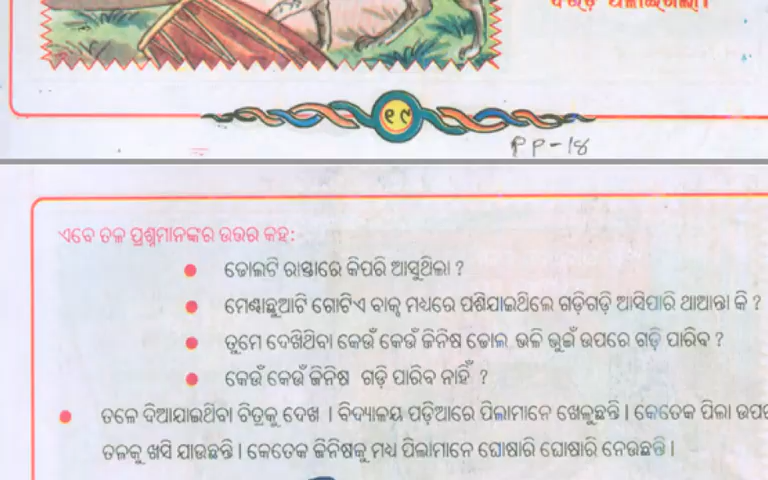 ୧୯
PP-18
ଏବେ ତଳ ପ୍ରଶ୍ନମାନଙ୍କର ଉତ୍ତର କହ:
ଢୋଲଟି ରାସ୍ତାରେ କିପରି ଆସୁଥିଲା ?
ମେଣ୍ଢାଛୁଆଟି ଗୋଟିଏ ବାକ୍ସ ମଧ୍ୟରେ ପଶିଯାଇଥିଲେ ଗଡ଼ିଗଡ଼ି ଆସିପାରି ଥାଆନ୍ତା କି ?
ତୁମେ ଦେଖିଥିବା କେଉଁ କେଉଁ ଜିନିଷ ଢୋଲ ଭଳି ଭୂଇଁ ଉପରେ ଗଡ଼ି ପାରିବ ?
କେଉଁ କେଉଁ ଜିନିଷ ଗଡ଼ି ପାରିବ ନାହିଁ ?
ତଳେ ଦିଆଯାଇଥିବା ଚିତ୍ରକୁ ଦେଖ । ବିଦ୍ୟାଳୟ ପଡ଼ିଆରେ ପିଲାମାନେ ଖେଳୁଛନ୍ତି । କେତେକ ପିଲା
ତଳକୁ ଖସି ଯାଉଛନ୍ତି । କେତେକ ଜିନିଷକୁ ମଧ୍ୟ ପିଲାମାନେ ଘୋଷାରି ଘୋଷାରି ନେଉଛନ୍ତି ।